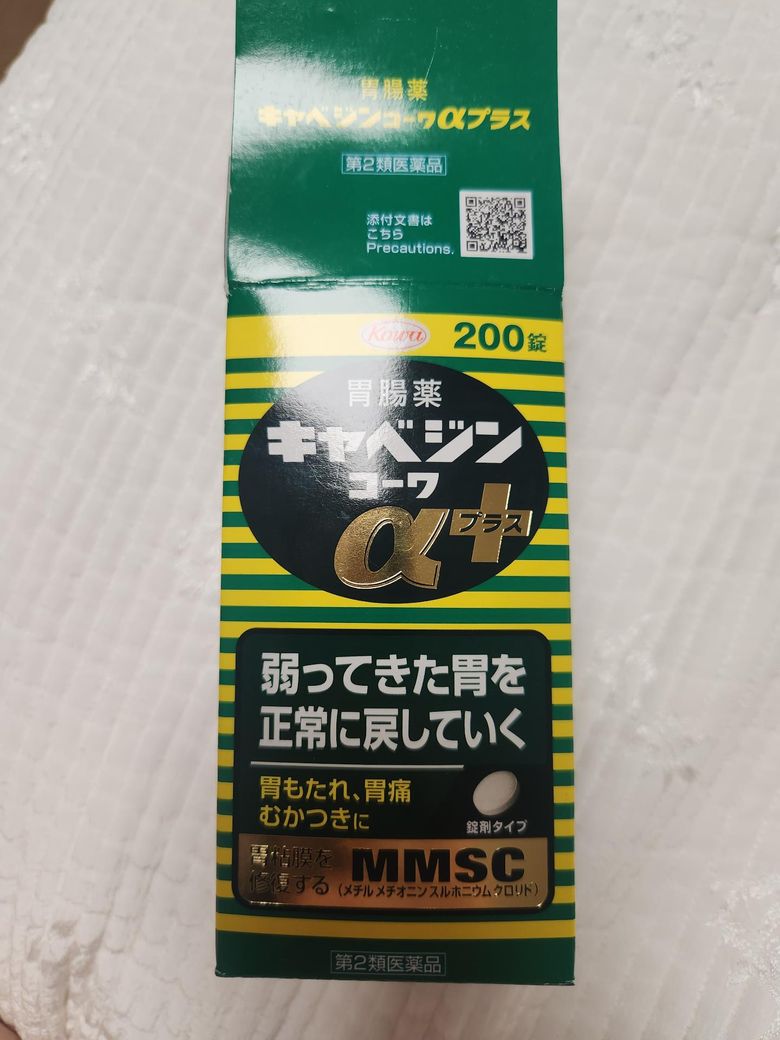 胃腸薬
キャベジンコーワαプラス
第2類医薬品
添付文書は
こちら
Precautions.
Kowa
200錠
胃腸薬
キャベジン
コーワ
α+プラス
弱ってきた胃を
正常に戻していく
胃もたれ、胃痛
むかつきに
錠剤タイプ
胃粘膜を
修復する
MMSC
(メチルメチオニンスルホニウムクロリド)
第2類医薬品